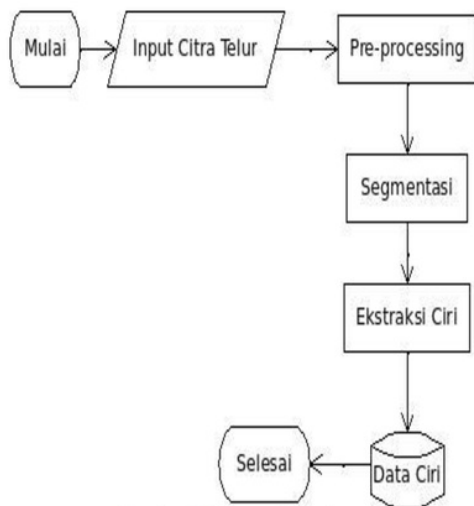 Mulai
Input Citra Telur
Pre-processing
Segmentasi
Ekstraksi Ciri
Data Ciri
Selesai